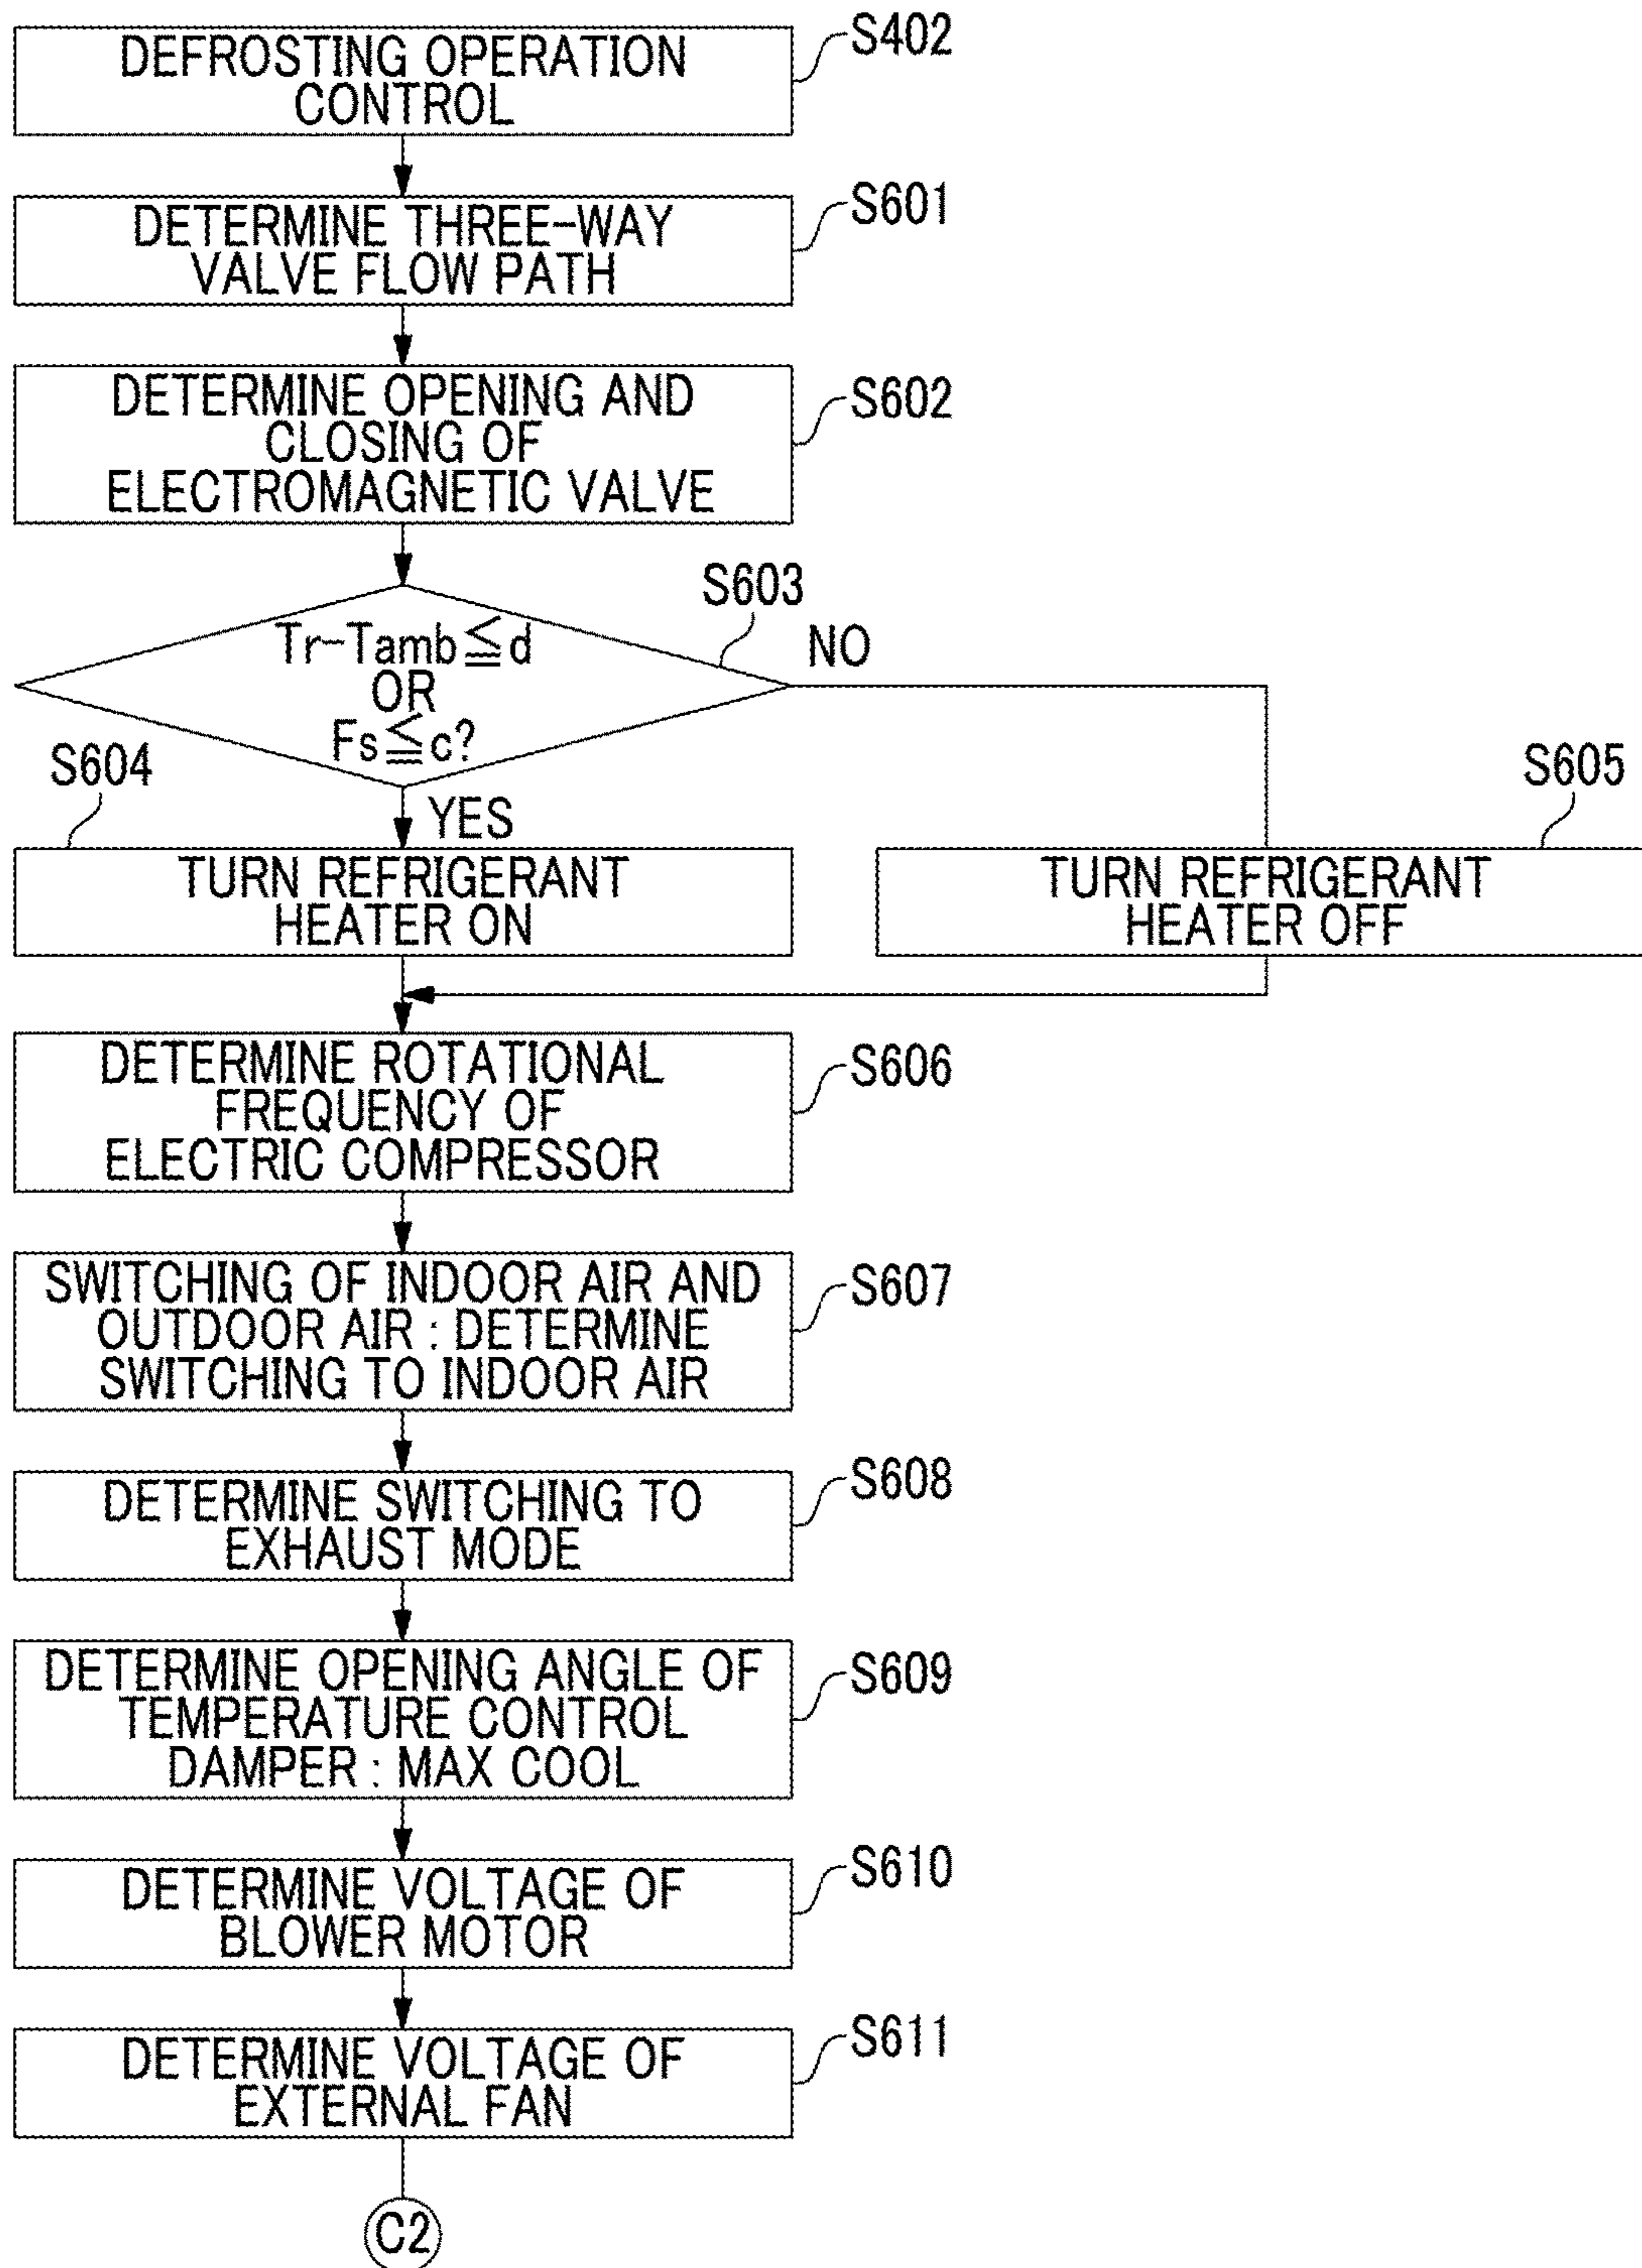 DEFROSTING OPERATION
CONTROL
S402
DETERMINE THREE-WAY
VALVE FLOW PATH
S601
DETERMINE OPENING AND
CLOSING OF
ELECTROMAGNETIC VALVE
S602
Tr-Tamb≦d
OR
Fs≦c?
S603
NO
YES
S604
TURN REFRIGERANT
HEATER ON
S605
TURN REFRIGERANT
HEATER OFF
DETERMINE ROTATIONAL
FREQUENCY OF
ELECTRIC COMPRESSOR
S606
SWITCHING OF INDOOR AIR AND
OUTDOOR AIR : DETERMINE
SWITCHING TO INDOOR AIR
S607
DETERMINE SWITCHING TO
EXHAUST MODE
S608
DETERMINE OPENING ANGLE OF
TEMPERATURE CONTROL
DAMPER : MAX COOL
S609
DETERMINE VOLTAGE OF
BLOWER MOTOR
S610
DETERMINE VOLTAGE OF
EXTERNAL FAN
S611
C2